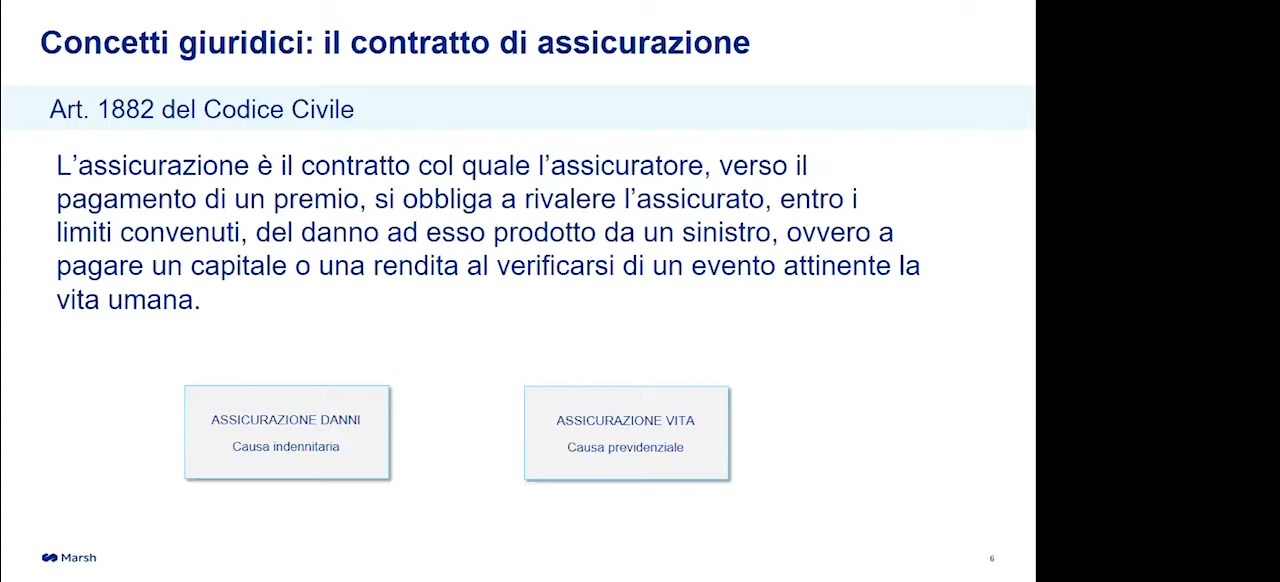 Concetti giuridici: il contratto di assicurazione
Art. 1882 del Codice Civile
L’assicurazione è il contratto col quale l’assicuratore, verso il
pagamento di un premio, si obbliga a rivalere l’assicurato, entro i
limiti convenuti, del danno ad esso prodotto da un sinistro, ovvero a
pagare un capitale o una rendita al verificarsi di un evento attinente la
vita umana.
ASSICURAZIONE DANNI
Causa indennitaria
ASSICURAZIONE VITA
Causa previdenziale
Marsh
6